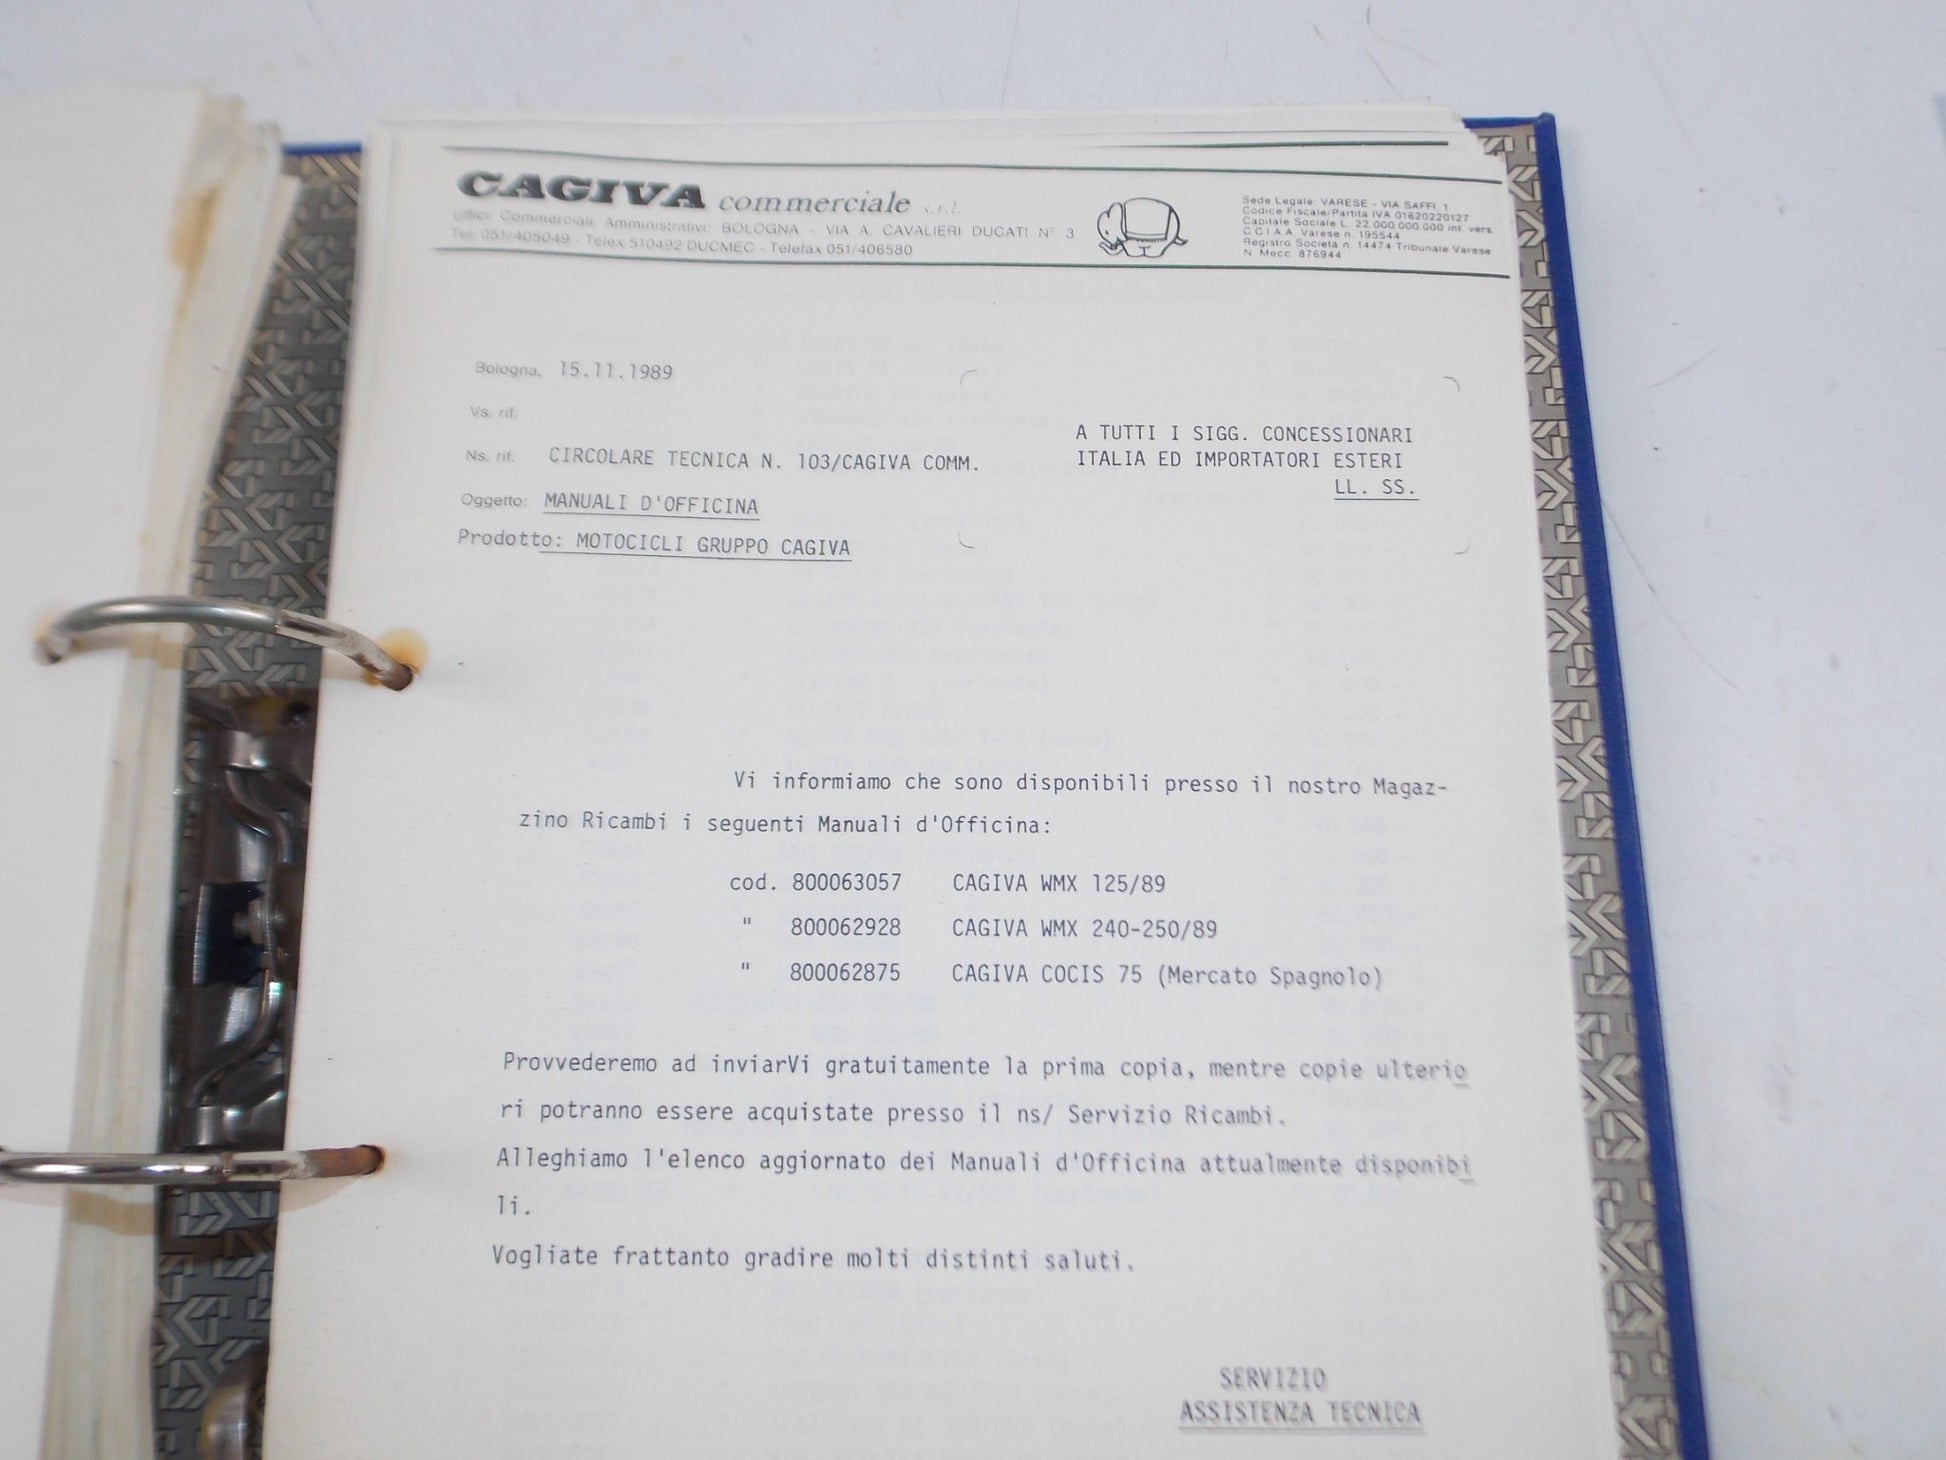 CAGIVA commerciale s.r.l.
Uffici Commerciali Amministrativi: BOLOGNA - VIA A. CAVALIERI DUCATI N° 3
Tel. 051/405049 - Telex 510492 DUCMEC - Telefax 051/406580
Sede Legale: VARESE - VIA SAFFI, 1
Codice Fiscale/Partita IVA 01620220127
Capitale Sociale L. 22.000.000.000 int. vers.
C.C.I.A.A. Varese n. 195544
Registro Società n. 14474 Tribunale Varese
N. Mecc. 876944
Bologna, 15.11.1989
Vs. rif.
Ns. rif. CIRCOLARE TECNICA N. 103/CAGIVA COMM.
Oggetto: MANUALI D'OFFICINA
Prodotto: MOTOCICLI GRUPPO CAGIVA
A TUTTI I SIGG. CONCESSIONARI
ITALIA ED IMPORTATORI ESTERI
LL. SS.
Vi informiamo che sono disponibili presso il nostro Magaz-
zino Ricambi i seguenti Manuali d'Officina:
cod. 800063057 CAGIVA WMX 125/89
" 800062928 CAGIVA WMX 240-250/89
" 800062875 CAGIVA COCIS 75 (Mercato Spagnolo)
Provvederemo ad inviarVi gratuitamente la prima copia, mentre copie ulterio
ri potranno essere acquistate presso il ns/ Servizio Ricambi.
Alleghiamo l'elenco aggiornato dei Manuali d'Officina attualmente disponibi
li.
Vogliate frattanto gradire molti distinti saluti.
SERVIZIO
ASSISTENZA TECNICA